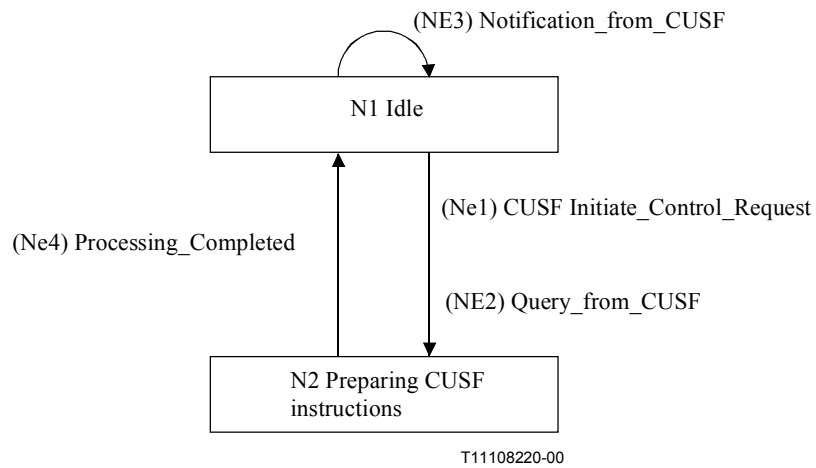 (NE3) Notification_from_CUSF
N1 Idle
(Ne1) CUSF Initiate_Control_Request
(Ne4) Processing_Completed
(NE2) Query_from_CUSF
N2 Preparing CUSF
instructions
T11108220-00